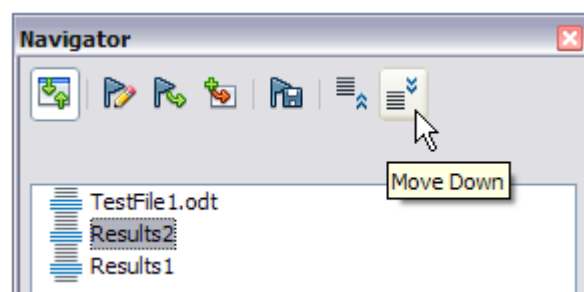 Navigator
Move Down
TestFile1.odt
Results2
Results1